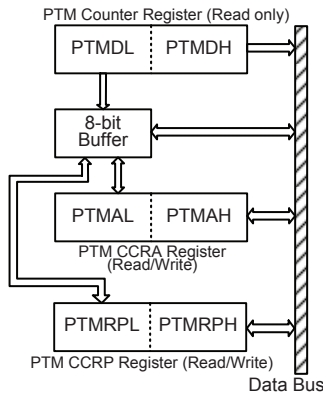 PTM Counter Register (Read only)
PTMDL PTMDH
8-bit
Buffer
PTMAL PTMAH
PTM CCRA Register
(Read/Write)
PTMRPL PTMRPH
PTM CCRP Register (Read/Write)
Data Bus